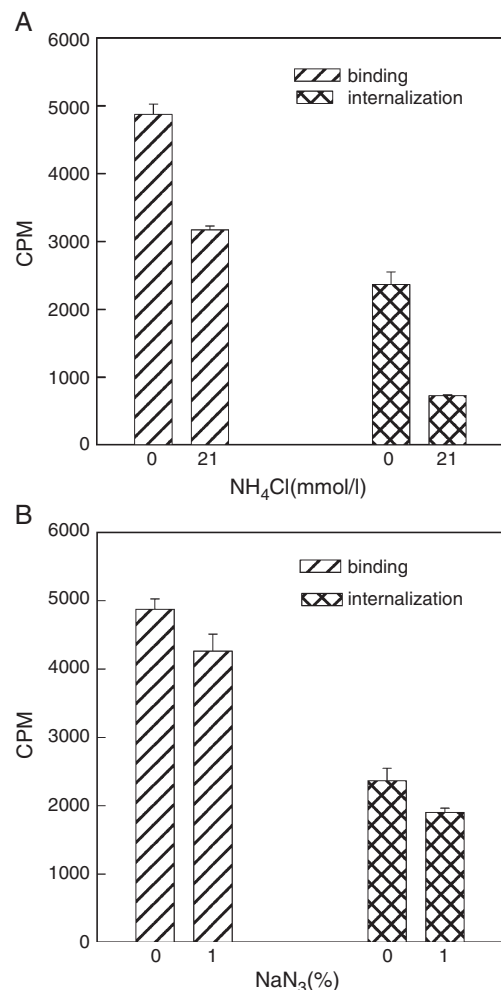 A
6000
5000
4000
3000
2000
1000
0
CPM
binding
internalization
0 21 0 21
NH₄Cl(mmol/l)
B
6000
5000
4000
3000
2000
1000
0
CPM
binding
internalization
0 1 0 1
NaN₃(%)